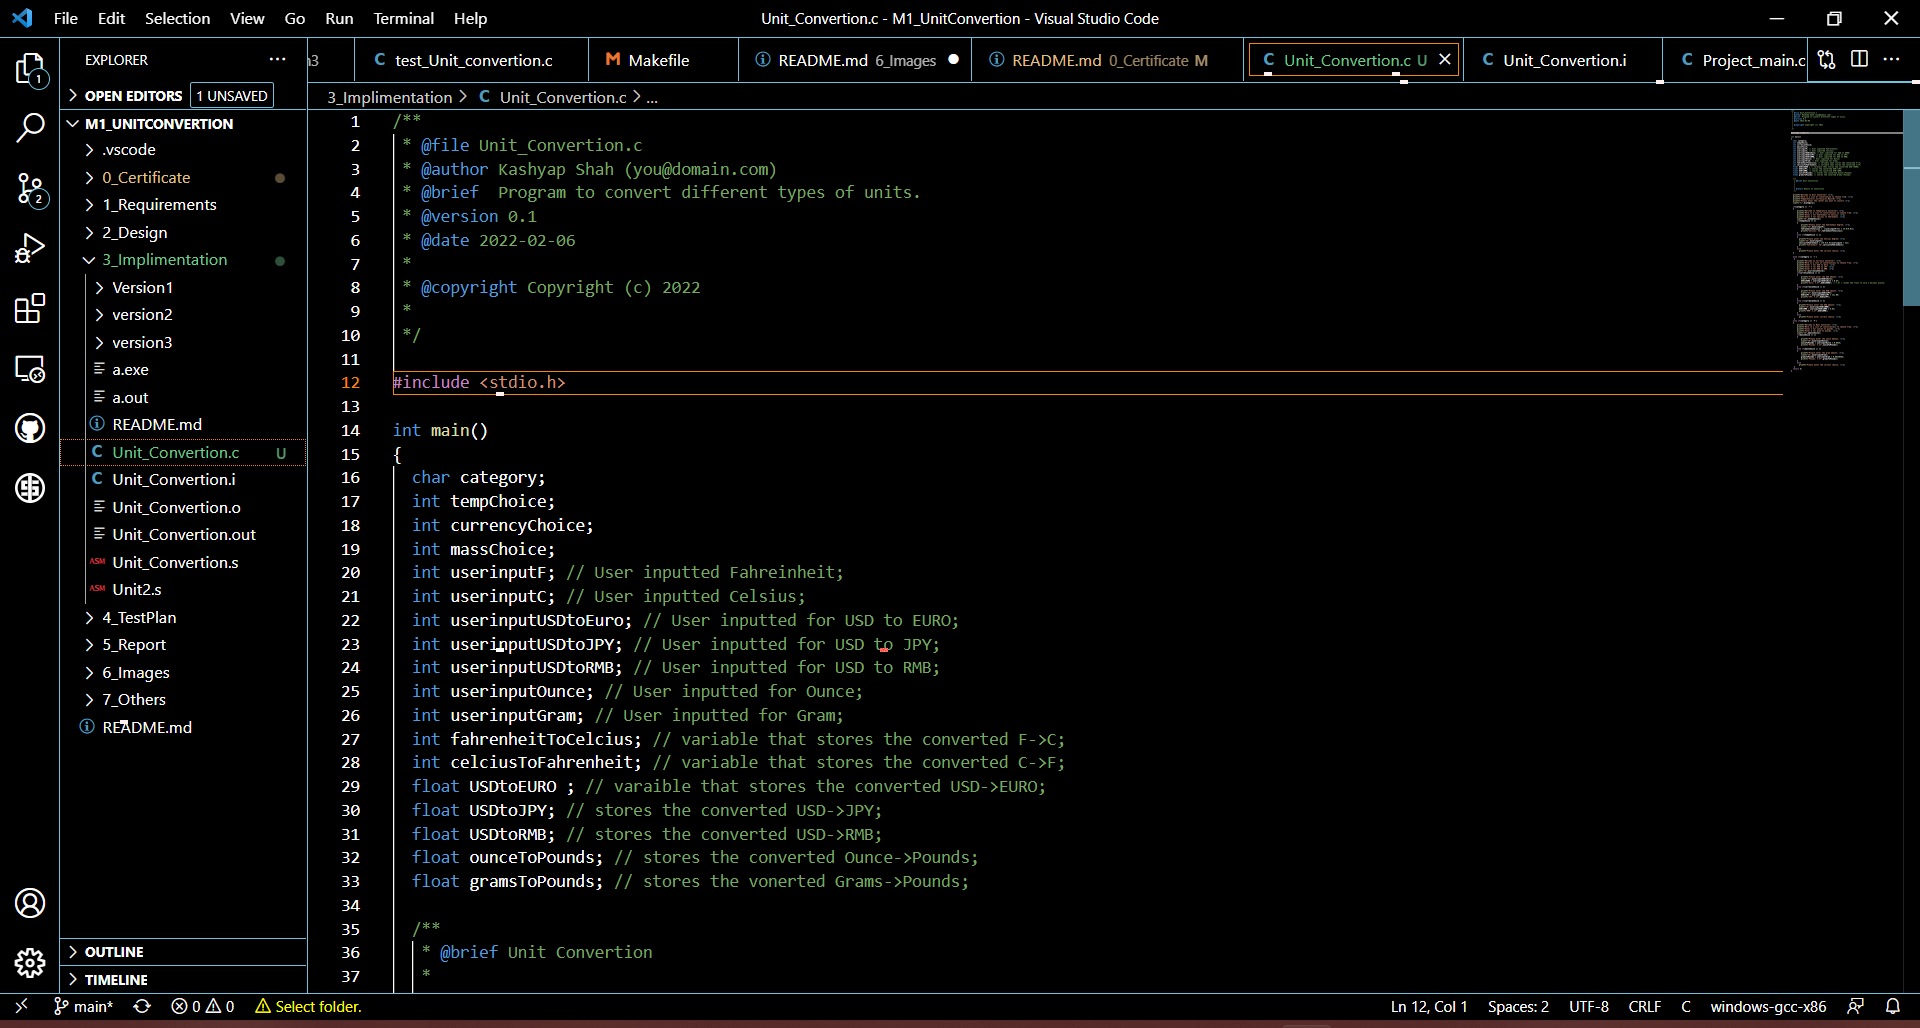 File Edit Selection View Go Run Terminal Help
Unit_Convertion.c - M1_UnitConvertion - Visual Studio Code
EXPLORER
n3
test_Unit_convertion.c
Makefile
README.md 6_Images
README.md 0_Certificate M
Unit_Convertion.c U
Unit_Convertion.i
Project_main.c
OPEN EDITORS 1 UNSAVED
M1_UNITCONVERTION
.vscode
0_Certificate
1_Requirements
2_Design
3_Implimentation
Version1
version2
version3
a.exe
a.out
README.md
Unit_Convertion.c U
Unit_Convertion.i
Unit_Convertion.o
Unit_Convertion.out
ASM Unit_Convertion.s
ASM Unit2.s
4_TestPlan
5_Report
6_Images
7_Others
README.md
OUTLINE
TIMELINE
3_Implimentation > C Unit_Convertion.c > ...
1 /**
2 * @file Unit_Convertion.c
3 * @author Kashyap Shah (you@domain.com)
4 * @brief  Program to convert different types of units.
5 * @version 0.1
6 * @date 2022-02-06
7 *
8 * @copyright Copyright (c) 2022
9 *
10 */
11
12 #include <stdio.h>
13
14 int main()
15 {
16 char category;
17 int tempChoice;
18 int currencyChoice;
19 int massChoice;
20 int userinputF; // User inputted Fahreinheit;
21 int userinputC; // User inputted Celsius;
22 int userinputUSDtoEuro; // User inputted for USD to EURO;
23 int userinputUSDtoJPY; // User inputted for USD to JPY;
24 int userinputUSDtoRMB; // User inputted for USD to RMB;
25 int userinputOunce; // User inputted for Ounce;
26 int userinputGram; // User inputted for Gram;
27 int fahrenheitToCelcius; // variable that stores the converted F->C;
28 int celciusToFahrenheit; // variable that stores the converted C->F;
29 float USDtoEURO ; // varaible that stores the converted USD->EURO;
30 float USDtoJPY; // stores the converted USD->JPY;
31 float USDtoRMB; // stores the converted USD->RMB;
32 float ounceToPounds; // stores the converted Ounce->Pounds;
33 float gramsToPounds; // stores the vonerted Grams->Pounds;
34
35 /**
36 * @brief Unit Convertion
37 *
main* 0 0 Select folder.
Ln 12, Col 1 Spaces: 2 UTF-8 CRLF C windows-gcc-x86